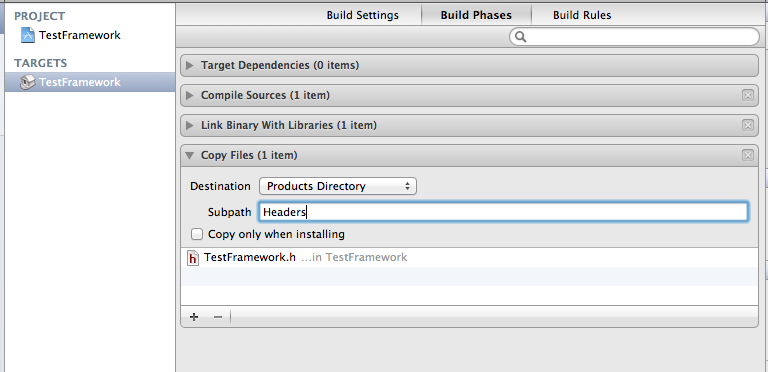 PROJECT
TestFramework
TARGETS
TestFramework
Build Settings Build Phases Build Rules
Target Dependencies (0 items)
Compile Sources (1 item)
Link Binary With Libraries (1 item)
Copy Files (1 item)
Destination Products Directory
Subpath Headers
Copy only when installing
h TestFramework.h ...in TestFramework